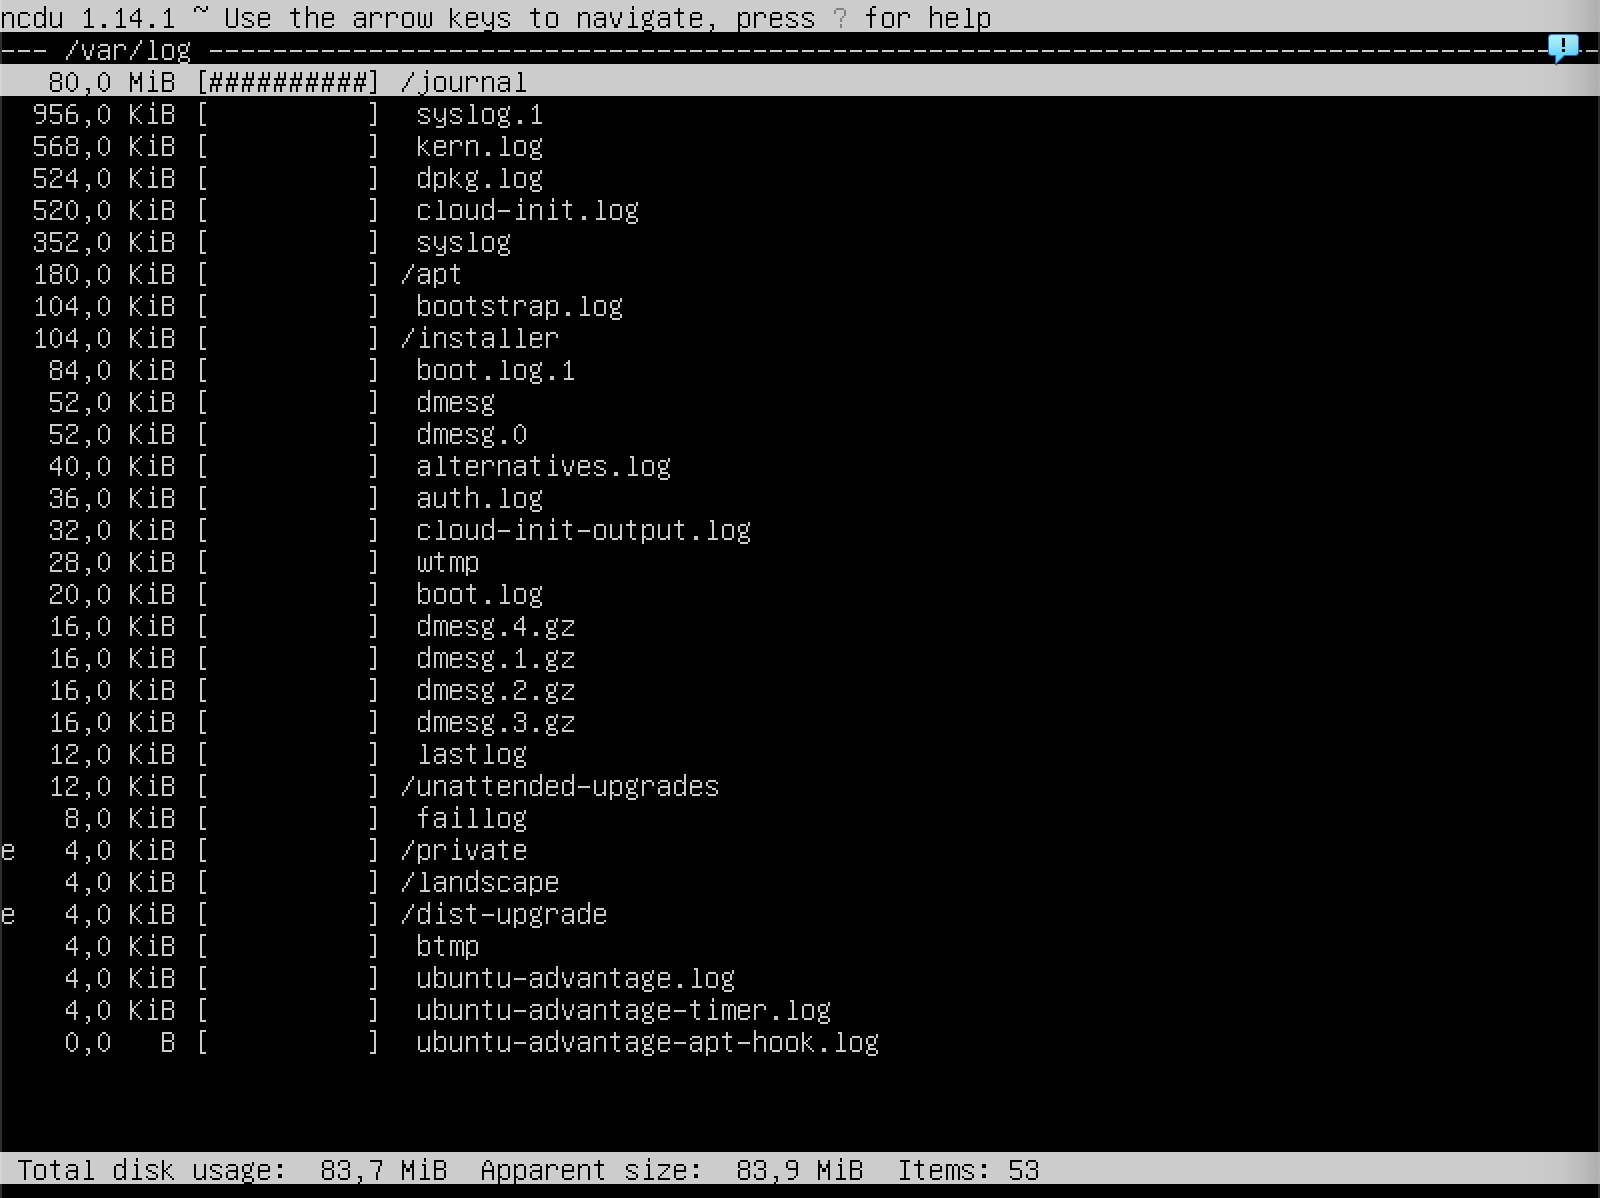 ncdu 1.14.1 ~ Use the arrow keys to navigate, press ? for help
--- /var/log ----------------------------------------------------------------------------------- !
80,0 MiB [##########] /journal
956,0 KiB [          ]  syslog.1
568,0 KiB [          ]  kern.log
524,0 KiB [          ]  dpkg.log
520,0 KiB [          ]  cloud-init.log
352,0 KiB [          ]  syslog
180,0 KiB [          ] /apt
104,0 KiB [          ]  bootstrap.log
104,0 KiB [          ] /installer
84,0 KiB [          ]  boot.log.1
52,0 KiB [          ]  dmesg
52,0 KiB [          ]  dmesg.0
40,0 KiB [          ]  alternatives.log
36,0 KiB [          ]  auth.log
32,0 KiB [          ]  cloud-init-output.log
28,0 KiB [          ]  wtmp
20,0 KiB [          ]  boot.log
16,0 KiB [          ]  dmesg.4.gz
16,0 KiB [          ]  dmesg.1.gz
16,0 KiB [          ]  dmesg.2.gz
16,0 KiB [          ]  dmesg.3.gz
12,0 KiB [          ]  lastlog
12,0 KiB [          ] /unattended-upgrades
8,0 KiB [          ]  faillog
e   4,0 KiB [          ] /private
4,0 KiB [          ] /landscape
e   4,0 KiB [          ] /dist-upgrade
4,0 KiB [          ]  btmp
4,0 KiB [          ]  ubuntu-advantage.log
4,0 KiB [          ]  ubuntu-advantage-timer.log
0,0   B [          ]  ubuntu-advantage-apt-hook.log
Total disk usage:  83,7 MiB  Apparent size:  83,9 MiB  Items: 53